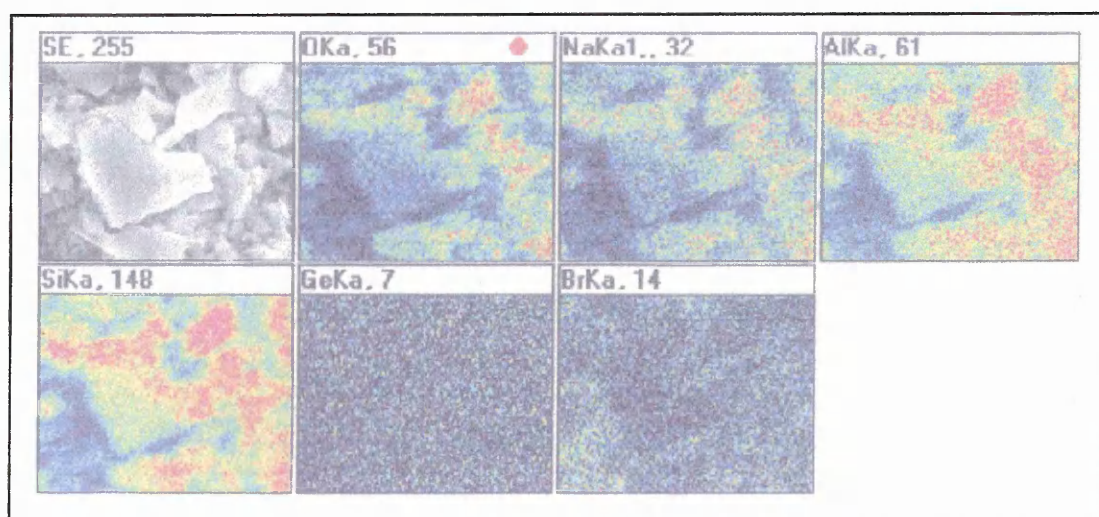 SE, 255
OKa, 56
NaKa1,, 32
AlKa, 61
SiKa, 148
GeKa, 7
BrKa, 14